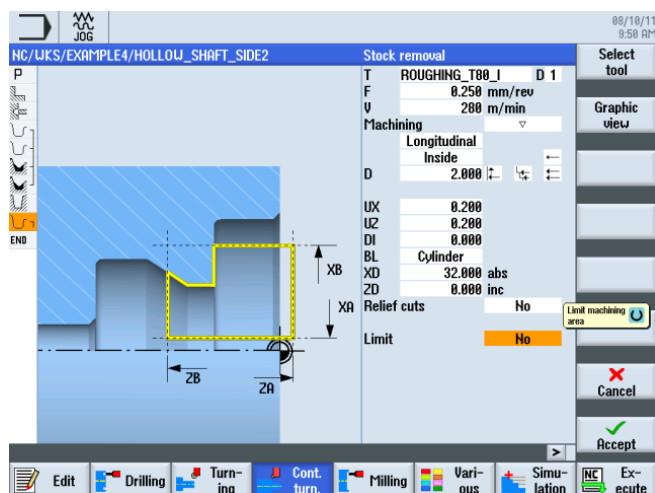 JOG
08/10/11
9:50 AM
NC/WKS/EXAMPLE4/HOLLOW_SHAFT_SIDE2
Stock removal
Select tool
P
T ROUGHING_T80_I D 1
F 0.250 mm/rev
V 280 m/min
Graphic view
Machining ▽
Longitudinal
Inside ←
D 2.000
UX 0.200
UZ 0.200
DI 0.000
BL Cylinder
XD 32.000 abs
ZD 0.000 inc
Relief cuts No
Limit machining area
Limit No
END
XB
XA
ZB
ZA
Cancel
Accept
>
Edit
Drilling
Turn-
ing
Cont.
turn.
Milling
Vari-
ous
Simu-
lation
NC
Ex-
ecute